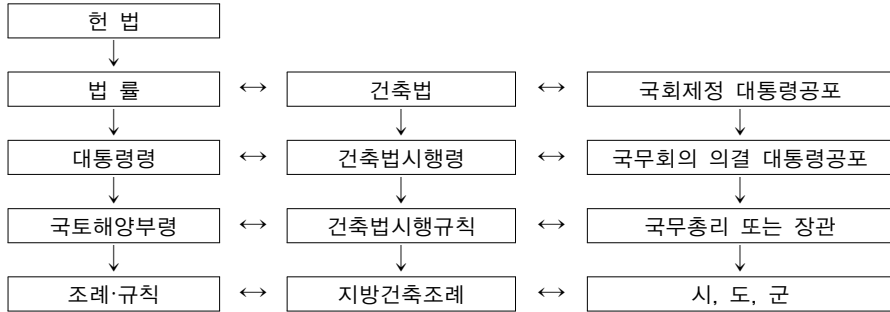 헌 법
법 률 ↔ 건축법 ↔ 국회제정 대통령공포
대통령령 ↔ 건축법시행령 ↔ 국무회의 의결 대통령공포
국토해양부령 ↔ 건축법시행규칙 ↔ 국무총리 또는 장관
조례·규칙 ↔ 지방건축조례 ↔ 시, 도, 군